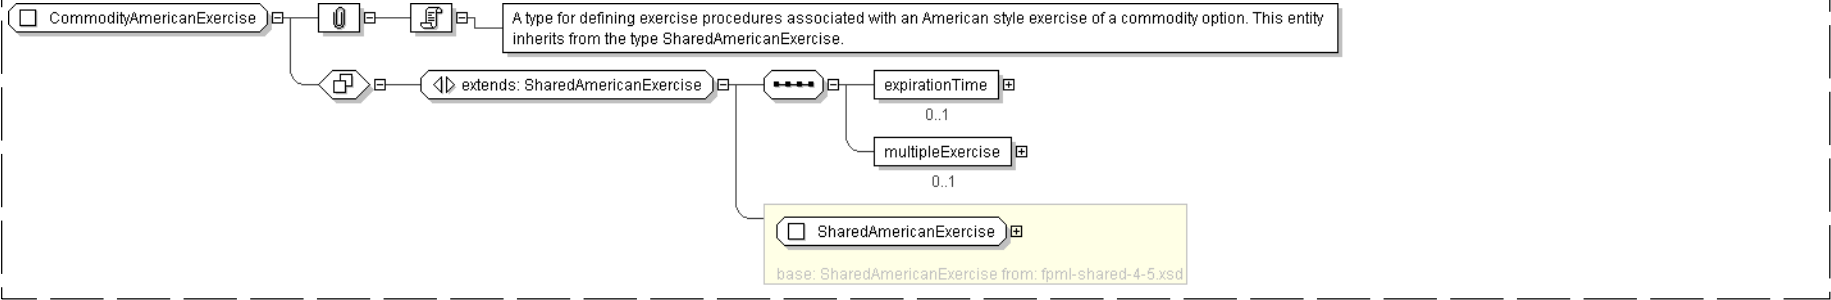 CommodityAmericanExercise
A type for defining exercise procedures associated with an American style exercise of a commodity option. This entity
inherits from the type SharedAmericanExercise.
extends: SharedAmericanExercise
expirationTime
0..1
multipleExercise
0..1
SharedAmericanExercise
base: SharedAmericanExercise from: fpml-shared-4-5.xsd